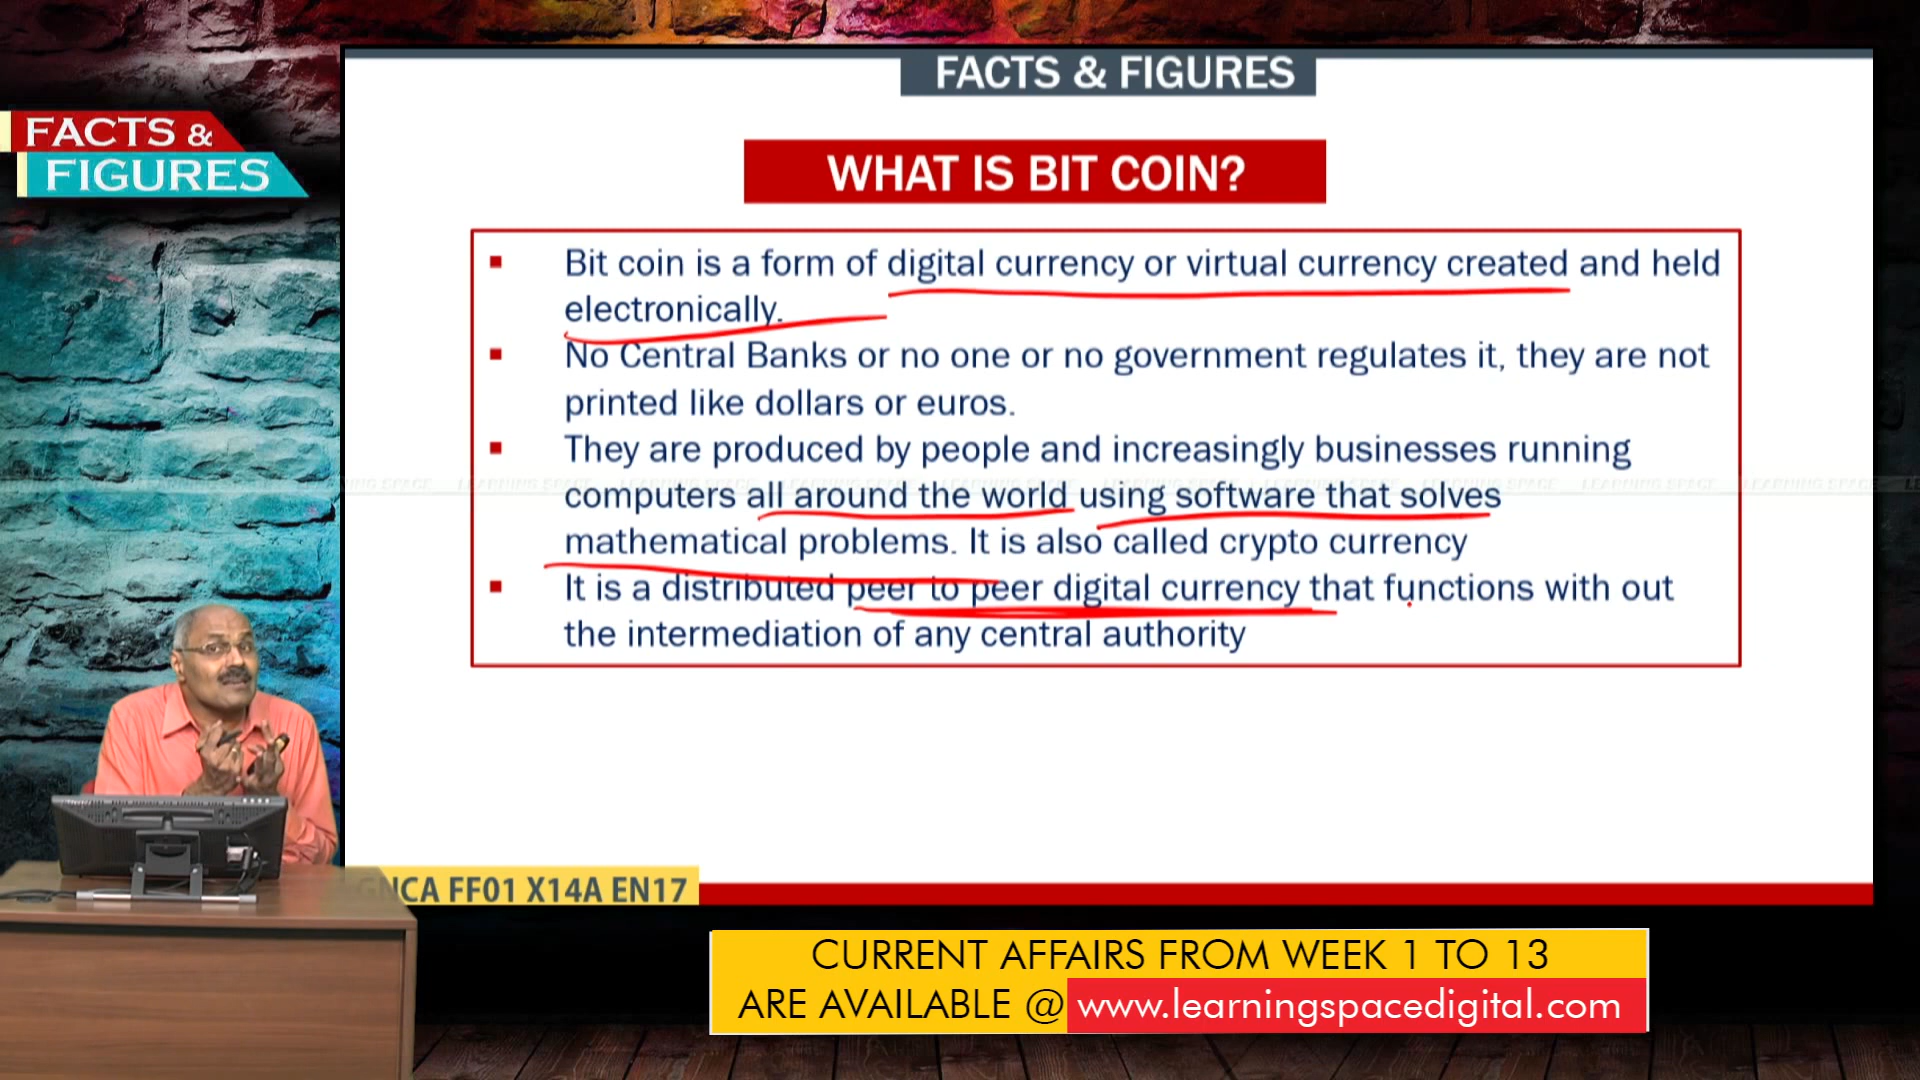 FACTS & FIGURES
FACTS &
FIGURES
WHAT IS BIT COIN?
Bit coin is a form of digital currency or virtual currency created and held
electronically.
No Central Banks or no one or no government regulates it, they are not
printed like dollars or euros.
They are produced by people and increasingly businesses running
computers all around the world using software that solves
mathematical problems. It is also called crypto currency
It is a distributed peer to peer digital currency that functions with out
the intermediation of any central authority
LEARNING SPACE
GNCA FF01 X14A EN17
CURRENT AFFAIRS FROM WEEK 1 TO 13
ARE AVAILABLE @ www.learningspacedigital.com